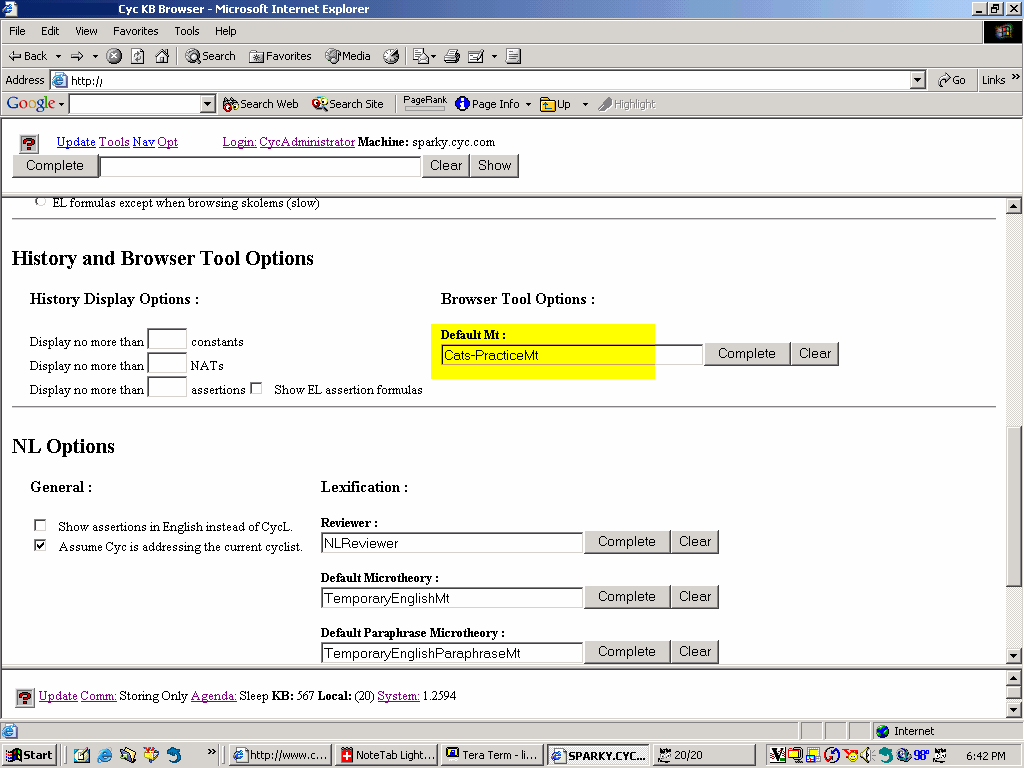 Cyc KB Browser - Microsoft Internet Explorer
File Edit View Favorites Tools Help
Back Search Favorites Media
Address http:// Go Links »
Google Search Web Search Site PageRank Page Info Up Highlight
Update Tools Nav Opt Login: CycAdministrator Machine: sparky.cyc.com
Complete Clear Show
EL formulas except when browsing skolems (slow)
History and Browser Tool Options
History Display Options : Browser Tool Options :
Default Mt :
Display no more than constants
Cats-PracticeMt Complete Clear
Display no more than NATs
Display no more than assertions Show EL assertion formulas
NL Options
General : Lexification :
Reviewer :
Show assertions in English instead of CycL.
NLReviewer Complete Clear
Assume Cyc is addressing the current cyclist.
Default Microtheory :
TemporaryEnglishMt Complete Clear
Default Paraphrase Microtheory :
TemporaryEnglishParaphraseMt Complete Clear
Update Comm: Storing Only Agenda: Sleep KB: 567 Local: (20) System: 1.2594
Internet
Start » http://www.c... NoteTab Light... Tera Term - li... SPARKY.CYC... 20/20 98° 6:42 PM